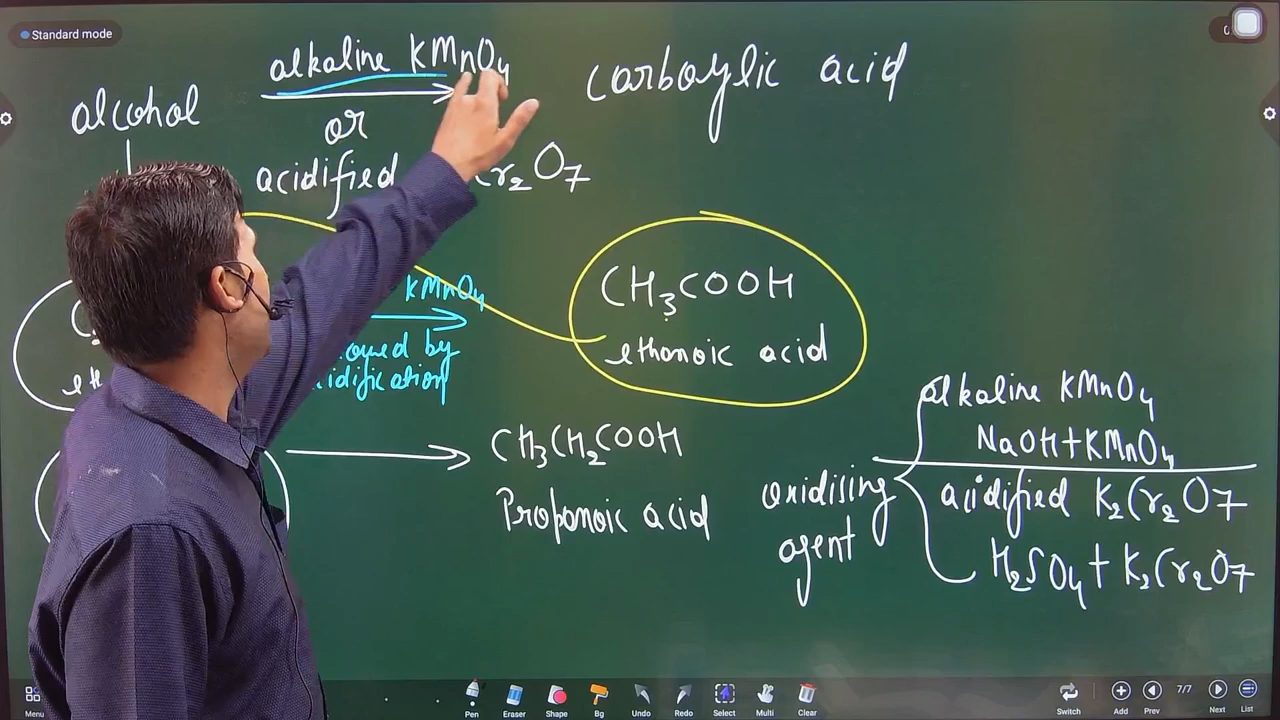 Standard mode
alkaline KMnO4
carboylic acid
alcohol
or
acidified
r2O7
KMnO4
CH3COOH
ethanoic acid
by
CH3CH2COOH
Propanoic acid
alkaline KMnO4
NaOH+KMnO4
oxidising
agent
acidified K2Cr2O7
H2SO4+K2Cr2O7
Menu
Pen
Eraser
Shape
Bg
Undo
Redo
Select
Multi
Clear
Switch
Add
Prev
7/7
Next
List